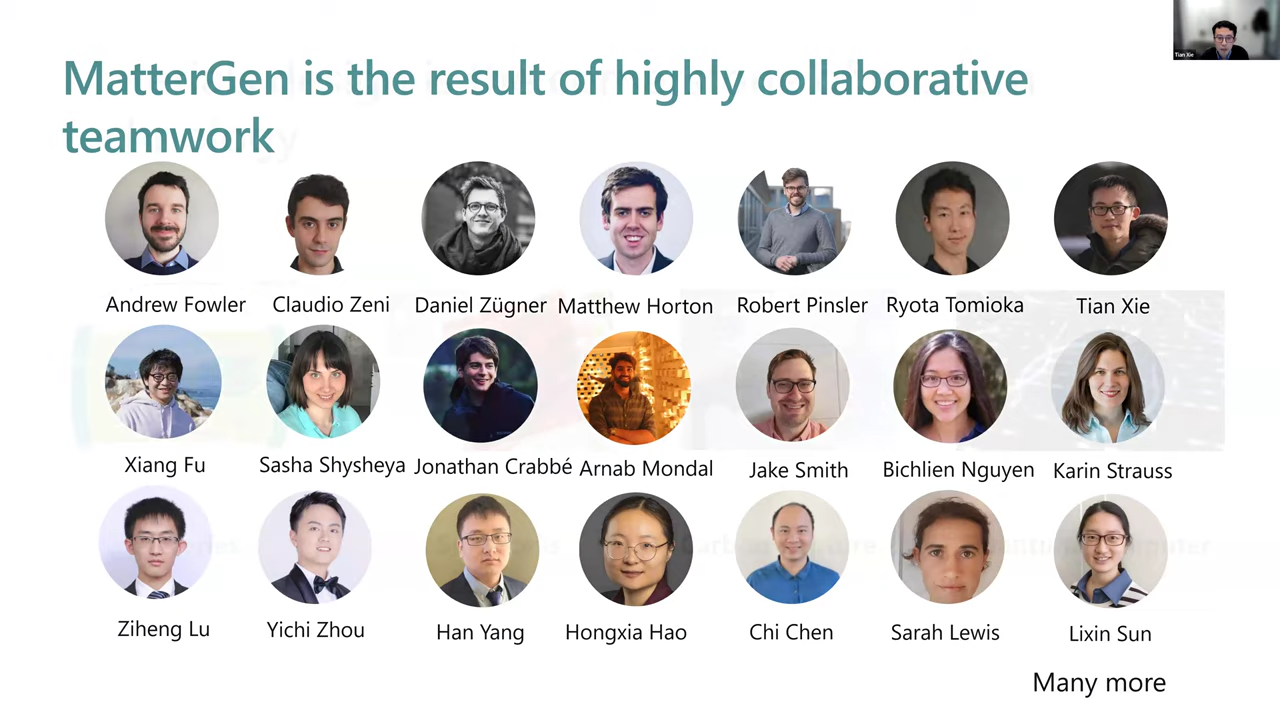 Tian Xie
MatterGen is the result of highly collaborative
teamwork
Andrew Fowler Claudio Zeni Daniel Zügner Matthew Horton Robert Pinsler Ryota Tomioka Tian Xie
Xiang Fu Sasha Shysheya Jonathan Crabbé Arnab Mondal Jake Smith Bichlien Nguyen Karin Strauss
Ziheng Lu Yichi Zhou Han Yang Hongxia Hao Chi Chen Sarah Lewis Lixin Sun
Many more